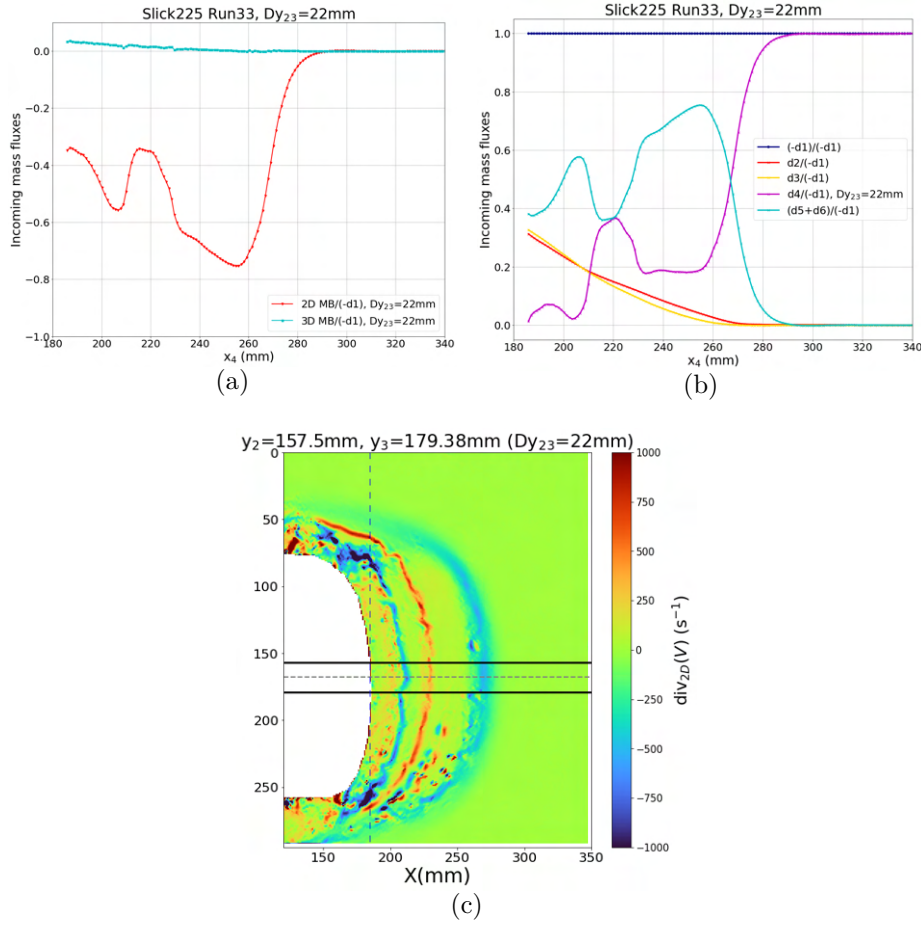 Slick225 Run33, Dy₂₃=22mm
Incoming mass fluxes
0.0
−0.2
−0.4
−0.6
−0.8
−1.0
2D MB/(-d1), Dy₂₃=22mm
3D MB/(-d1), Dy₂₃=22mm
180 200 220 240 260 280 300 320 340
x₄ (mm)
(a)
Slick225 Run33, Dy₂₃=22mm
Incoming mass fluxes
1.0
0.8
0.6
0.4
0.2
0.0
(-d1)/(-d1)
d2/(-d1)
d3/(-d1)
d4/(-d1), Dy₂₃=22mm
(d5+d6)/(-d1)
180 200 220 240 260 280 300 320 340
x₄ (mm)
(b)
y₂=157.5mm, y₃=179.38mm (Dy₂₃=22mm)
0
50
100
150
200
250
150 200 250 300 350
X(mm)
1000
750
500
250
0
−250
−500
−750
−1000
div₂D(V) (s⁻¹)
(c)